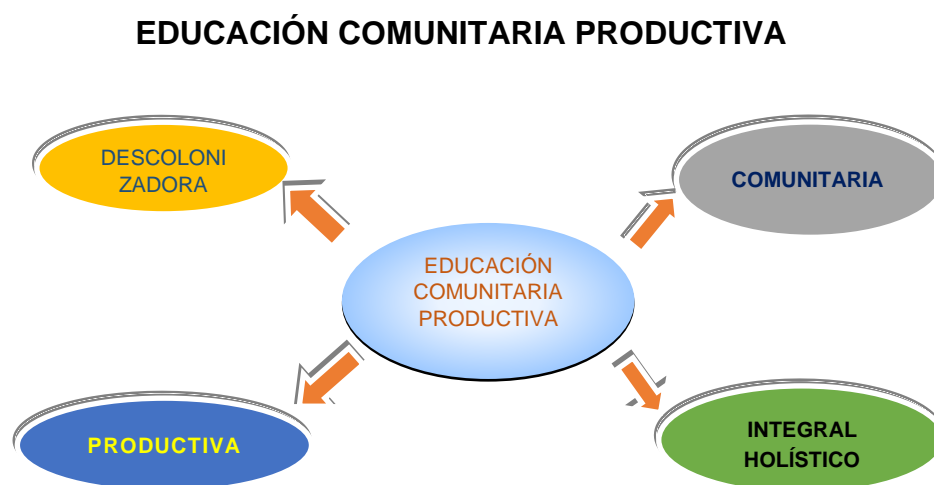 EDUCACIÓN COMUNITARIA PRODUCTIVA
DESCOLONI
ZADORA
COMUNITARIA
EDUCACIÓN
COMUNITARIA
PRODUCTIVA
PRODUCTIVA
INTEGRAL
HOLÍSTICO